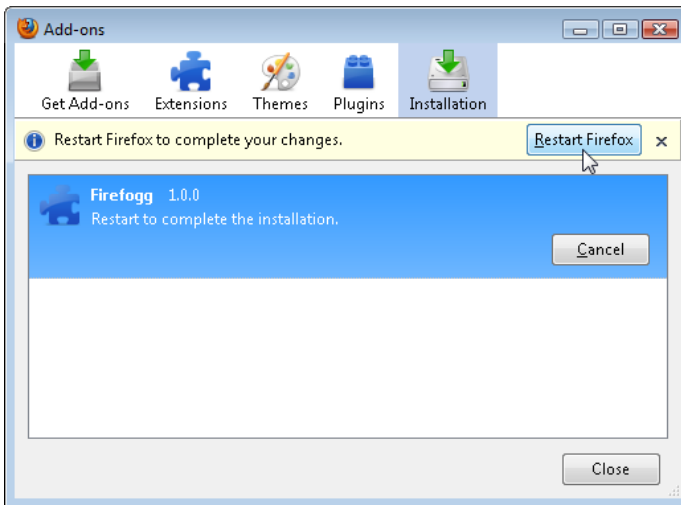 Add-ons
Get Add-ons Extensions Themes Plugins Installation
Restart Firefox to complete your changes. Restart Firefox
Firefogg 1.0.0
Restart to complete the installation.
Cancel
Close